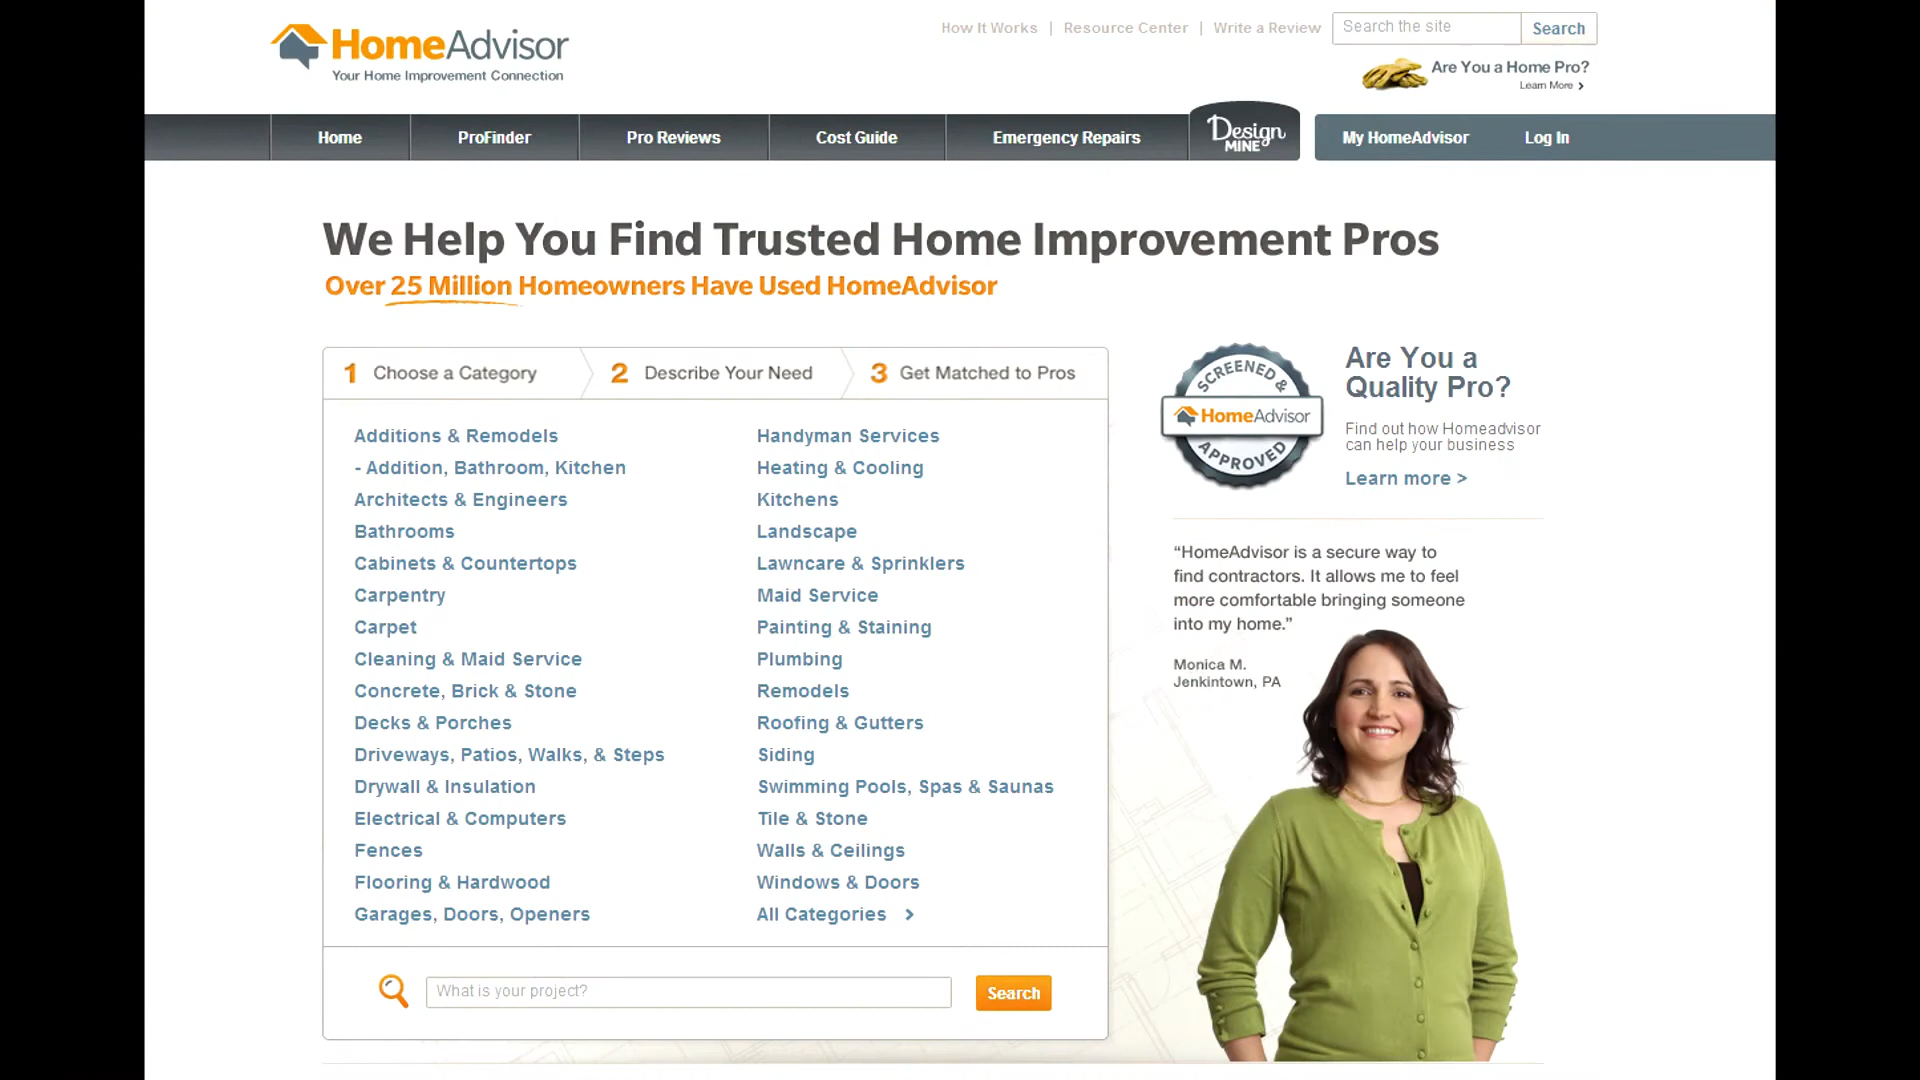 HomeAdvisor
Your Home Improvement Connection
How It Works | Resource Center | Write a Review
Search the site
Search
Are You a Home Pro?
Learn More >
Home
ProFinder
Pro Reviews
Cost Guide
Emergency Repairs
Design
MINE
My HomeAdvisor
Log In
We Help You Find Trusted Home Improvement Pros
Over 25 Million Homeowners Have Used HomeAdvisor
1 Choose a Category
2 Describe Your Need
3 Get Matched to Pros
Additions & Remodels
- Addition, Bathroom, Kitchen
Architects & Engineers
Bathrooms
Cabinets & Countertops
Carpentry
Carpet
Cleaning & Maid Service
Concrete, Brick & Stone
Decks & Porches
Driveways, Patios, Walks, & Steps
Drywall & Insulation
Electrical & Computers
Fences
Flooring & Hardwood
Garages, Doors, Openers
Handyman Services
Heating & Cooling
Kitchens
Landscape
Lawncare & Sprinklers
Maid Service
Painting & Staining
Plumbing
Remodels
Roofing & Gutters
Siding
Swimming Pools, Spas & Saunas
Tile & Stone
Walls & Ceilings
Windows & Doors
All Categories >
What is your project?
Search
SCREENED &
HomeAdvisor
APPROVED
Are You a
Quality Pro?
Find out how Homeadvisor
can help your business
Learn more >
“HomeAdvisor is a secure way to
find contractors. It allows me to feel
more comfortable bringing someone
into my home.”
Monica M.
Jenkintown, PA